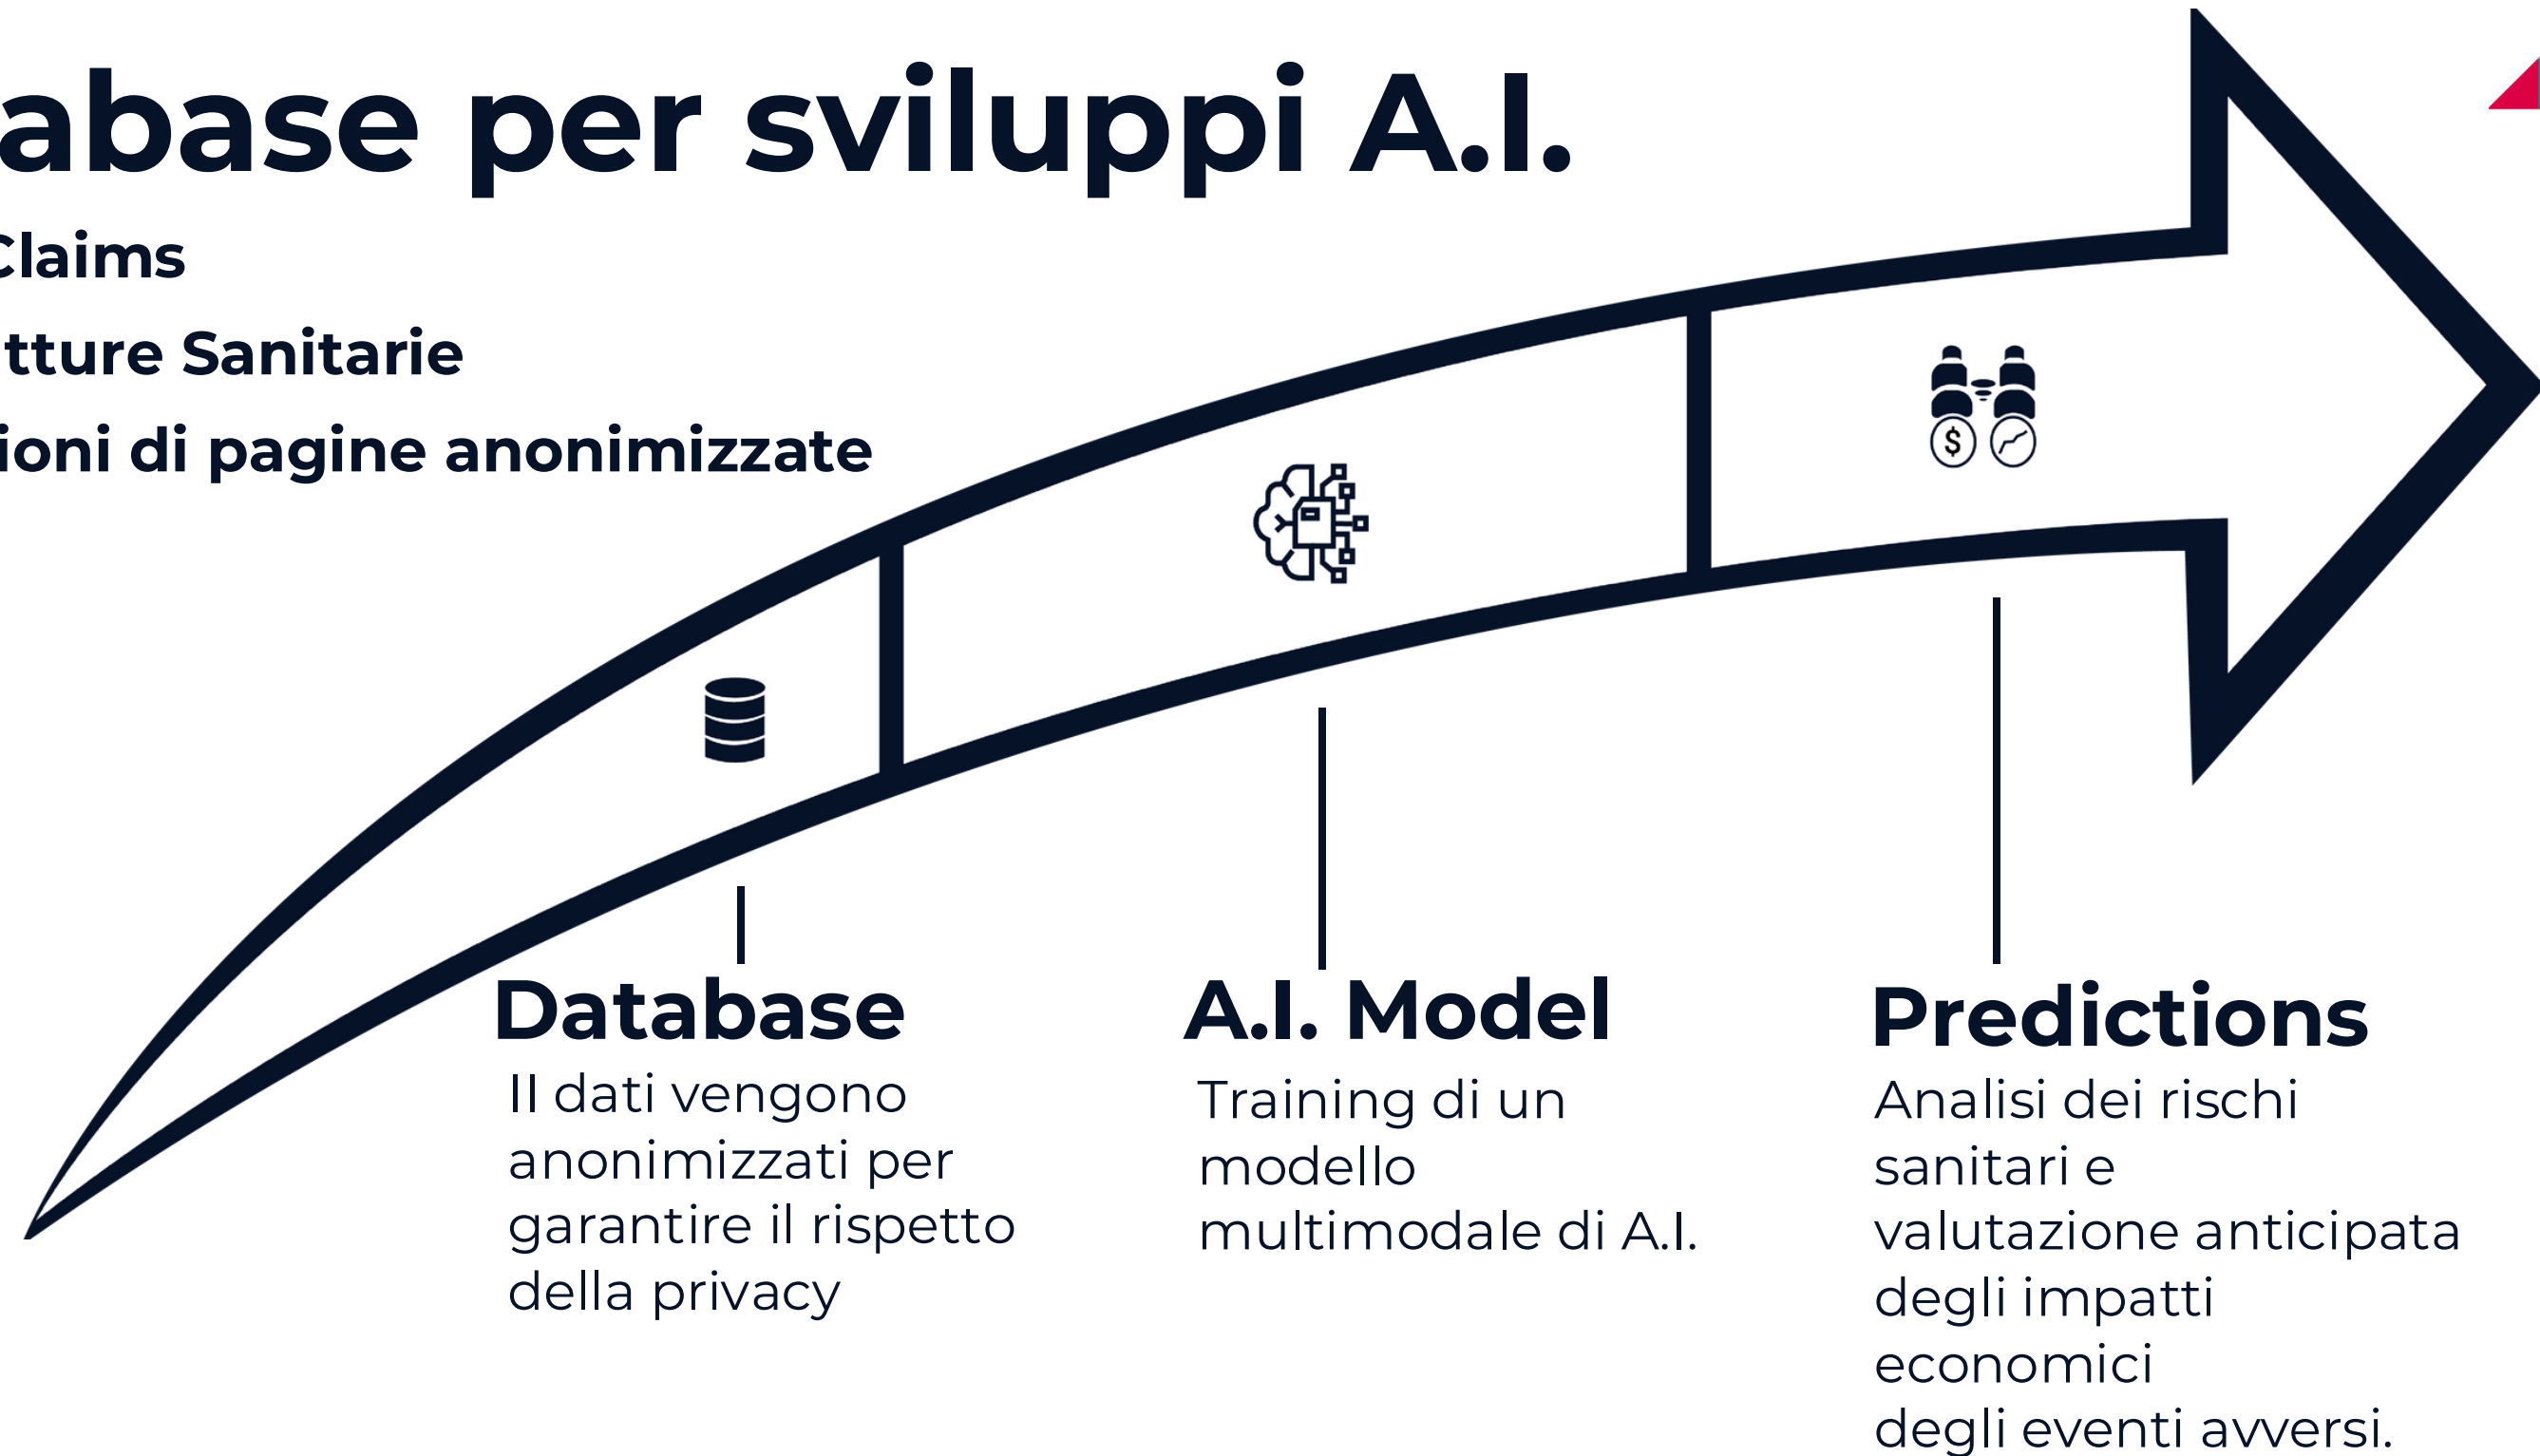 abase per sviluppi A.I.
Claims
tture Sanitarie
ioni di pagine anonimizzate
$
Database
II dati vengono
anonimizzati per
garantire il rispetto
della privacy
A.I. Model
Training di un
modello
multimodale di A.I.
Predictions
Analisi dei rischi
sanitari e
valutazione anticipata
degli impatti
economici
degli eventi avversi.